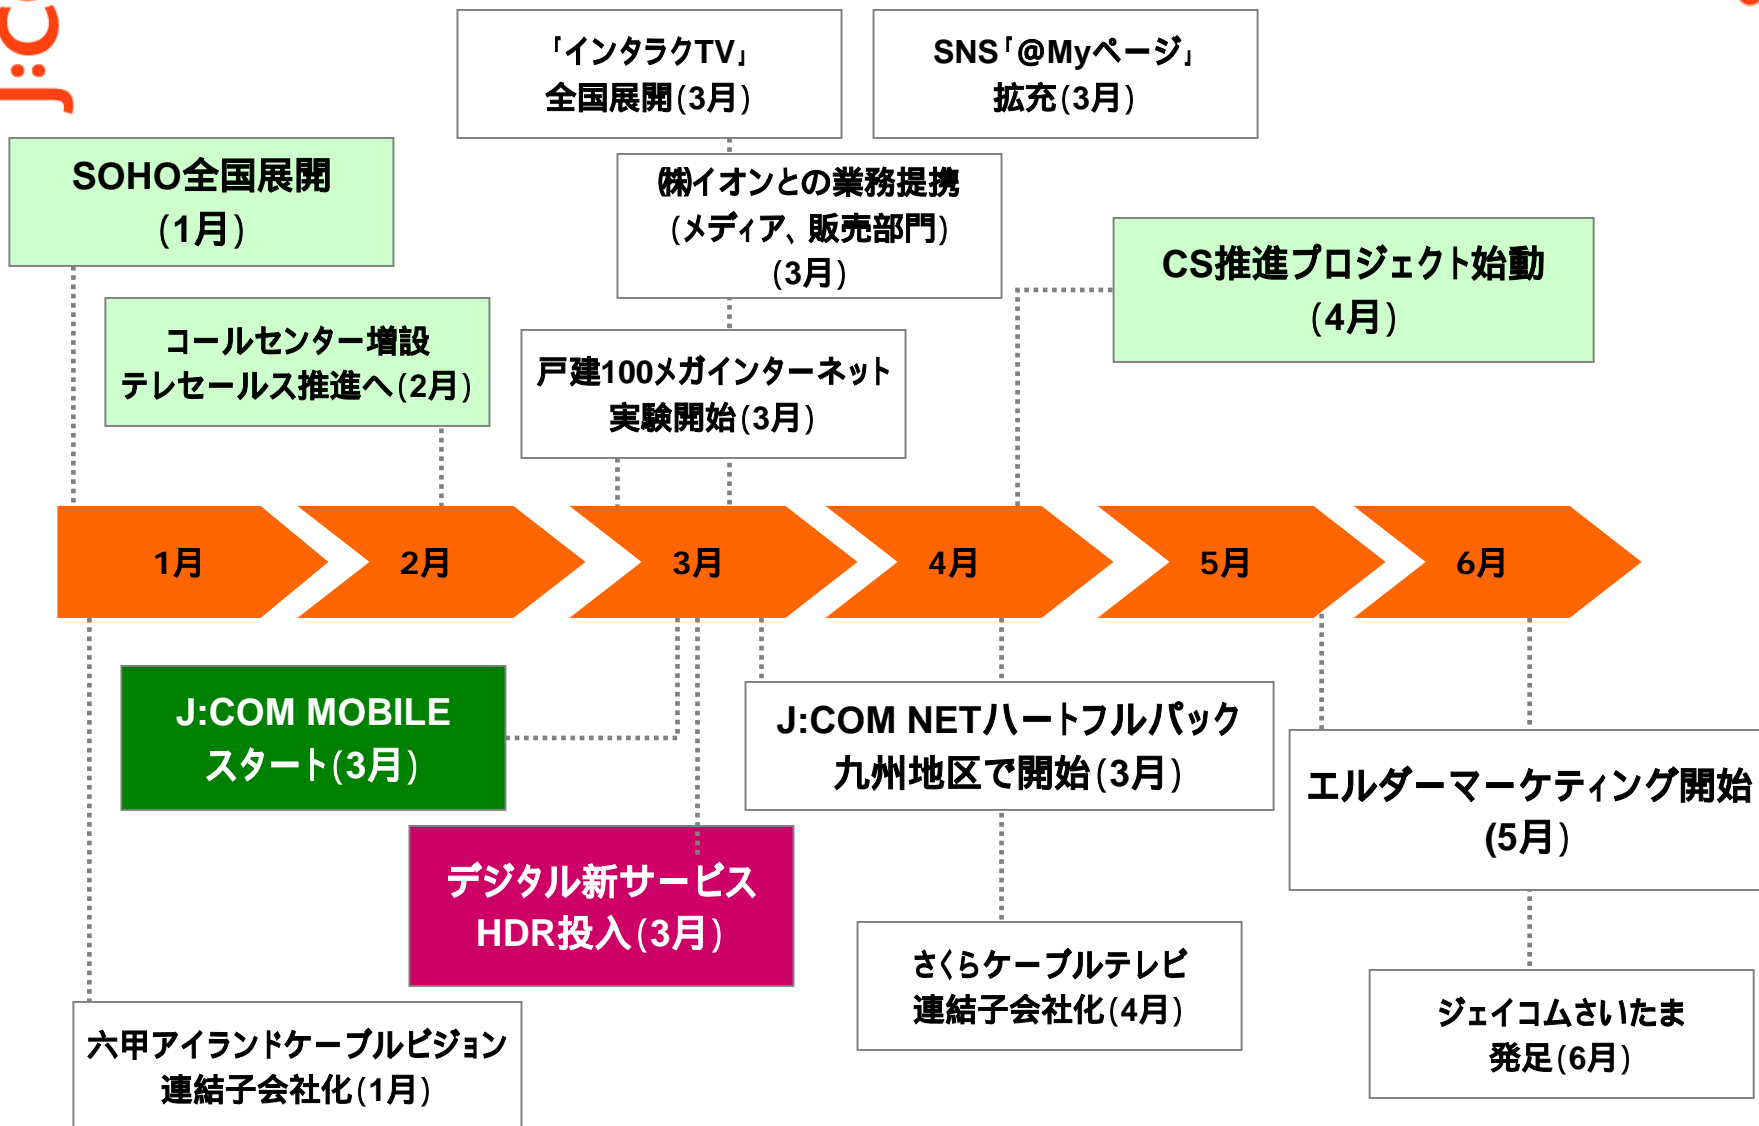 J:C
「インタラクTV」
全国展開(3月)
SNS「@Myページ」
拡充(3月)
SOHO全国展開
(1月)
㈱イオンとの業務提携
(メディア、販売部門)
(3月)
CS推進プロジェクト始動
(4月)
コールセンター増設
テレセールス推進へ(2月)
戸建100メガインターネット
実験開始(3月)
1月
2月
3月
4月
5月
6月
J:COM MOBILE
スタート(3月)
J:COM NETハートフルパック
九州地区で開始(3月)
エルダーマーケティング開始
(5月)
デジタル新サービス
HDR投入(3月)
さくらケーブルテレビ
連結子会社化(4月)
ジェイコムさいたま
発足(6月)
六甲アイランドケーブルビジョン
連結子会社化(1月)